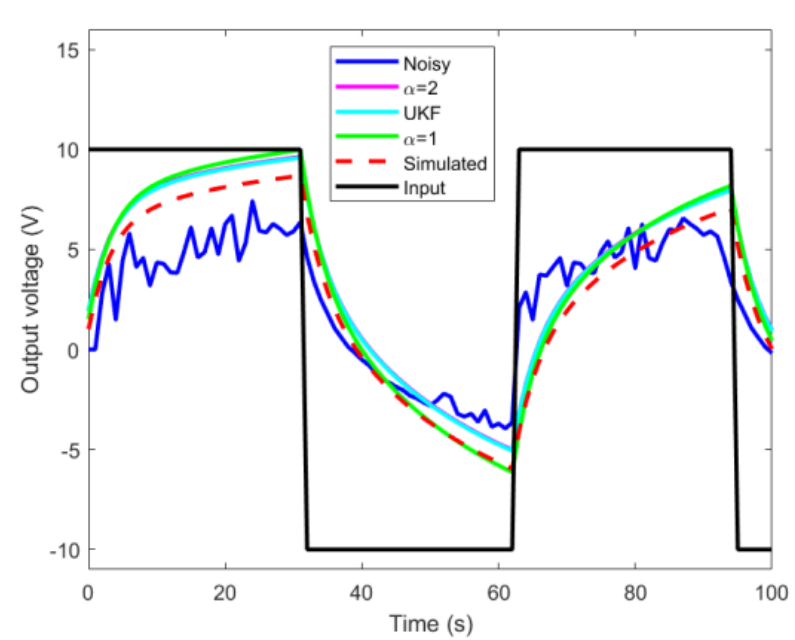 15
10
5
0
-5
-10
Output voltage (V)
Noisy
α=2
UKF
α=1
Simulated
Input
0 20 40 60 80 100
Time (s)